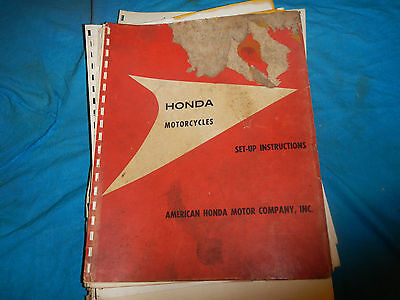 HONDA
MOTORCYCLES
SET-UP INSTRUCTIONS
AMERICAN HONDA MOTOR COMPANY, INC.